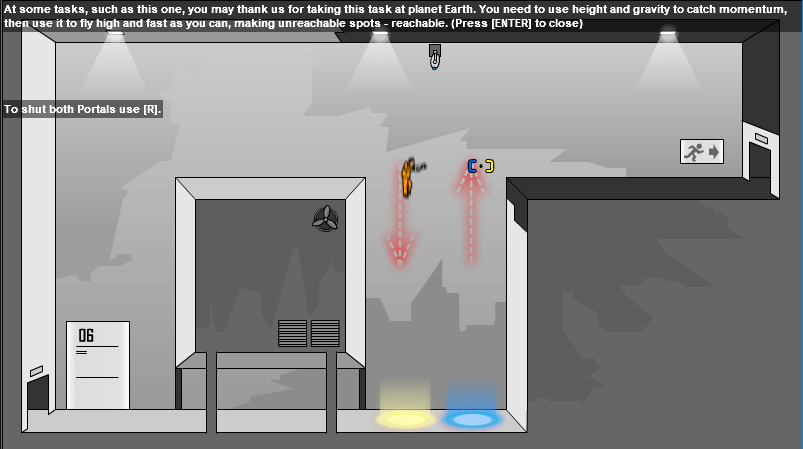 At some tasks, such as this one, you may thank us for taking this task at planet Earth. You need to use height and gravity to catch momentum,
then use it to fly high and fast as you can, making unreachable spots - reachable. (Press [ENTER] to close)
To shut both Portals use [R].
06